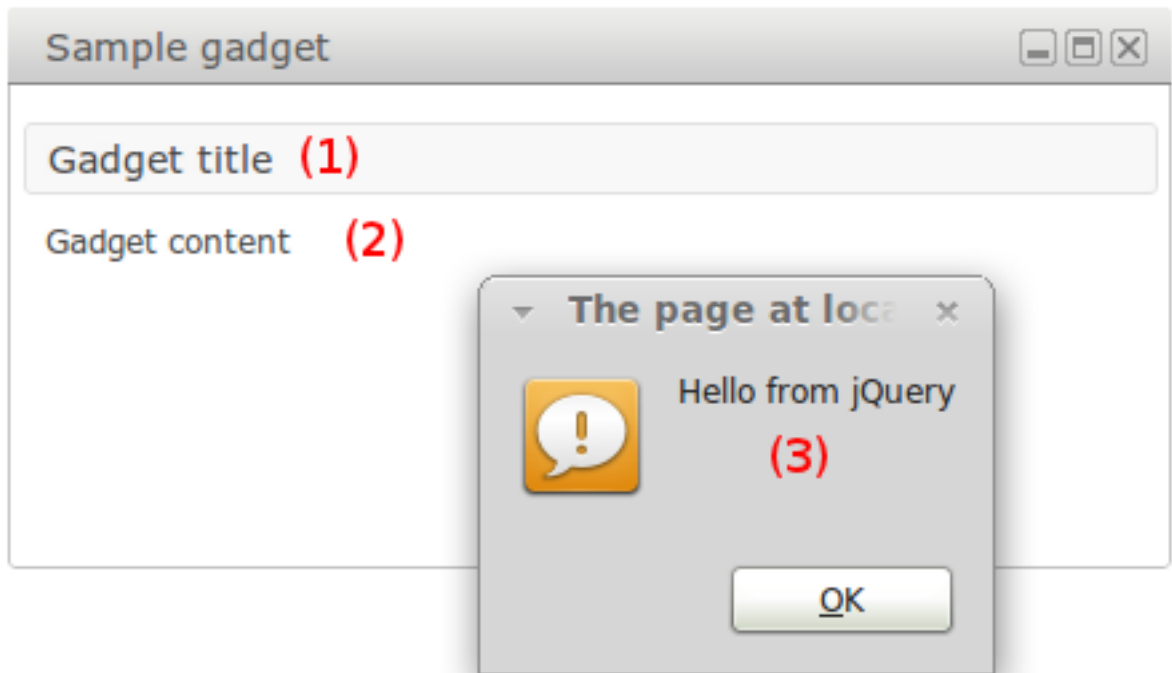 Sample gadget
Gadget title (1)
Gadget content (2)
The page at loca
Hello from jQuery
(3)
OK